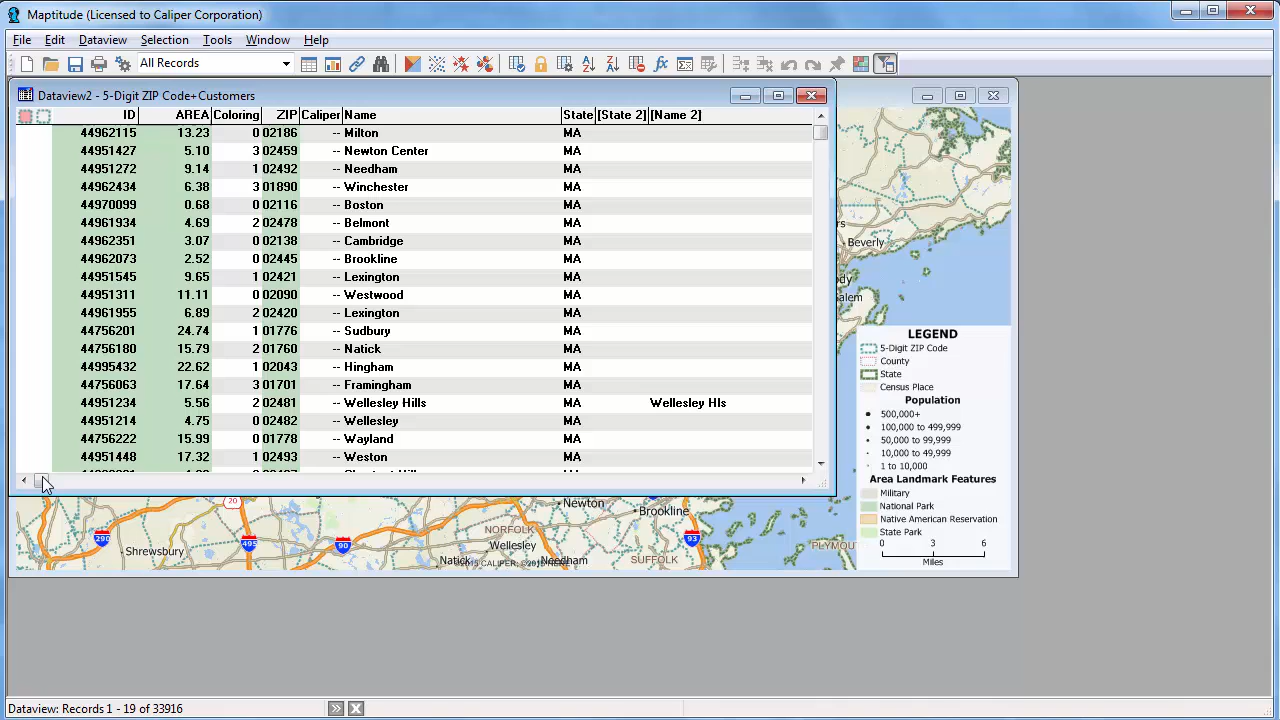 Maptitude (Licensed to Caliper Corporation)
File Edit Dataview Selection Tools Window Help
All Records
Dataview2 - 5-Digit ZIP Code+Customers
ID AREA Coloring ZIP Caliper Name State [State 2] [Name 2]
44962115 13.23 0 02186 -- Milton MA
44951427 5.10 3 02459 -- Newton Center MA
44951272 9.14 1 02492 -- Needham MA
44962434 6.38 3 01890 -- Winchester MA
44970099 0.68 0 02116 -- Boston MA
44961934 4.69 2 02478 -- Belmont MA
44962351 3.07 0 02138 -- Cambridge MA
44962073 2.52 0 02445 -- Brookline MA
44951545 9.65 1 02421 -- Lexington MA
44951311 11.11 0 02090 -- Westwood MA
44961955 6.89 2 02420 -- Lexington MA
44756201 24.74 1 01776 -- Sudbury MA
44756180 15.79 2 01760 -- Natick MA
44995432 22.62 1 02043 -- Hingham MA
44756063 17.64 3 01701 -- Framingham MA
44951234 5.56 2 02481 -- Wellesley Hills MA Wellesley Hls
44951214 4.75 0 02482 -- Wellesley MA
44756222 15.99 0 01778 -- Wayland MA
44951448 17.32 1 02493 -- Weston MA
Beverly
LEGEND
5-Digit ZIP Code
County
State
Census Place
Population
500,000+
100,000 to 499,999
50,000 to 99,999
10,000 to 49,999
1 to 10,000
Area Landmark Features
Military
National Park
Native American Reservation
State Park
0 3 6
Miles
20
Newton
Brookline
290
Shrewsbury
495
90
NORFOLK
Wellesley
93
PLYMOU
Natick
Needham
SUFFOLK
Dataview: Records 1 - 19 of 33916